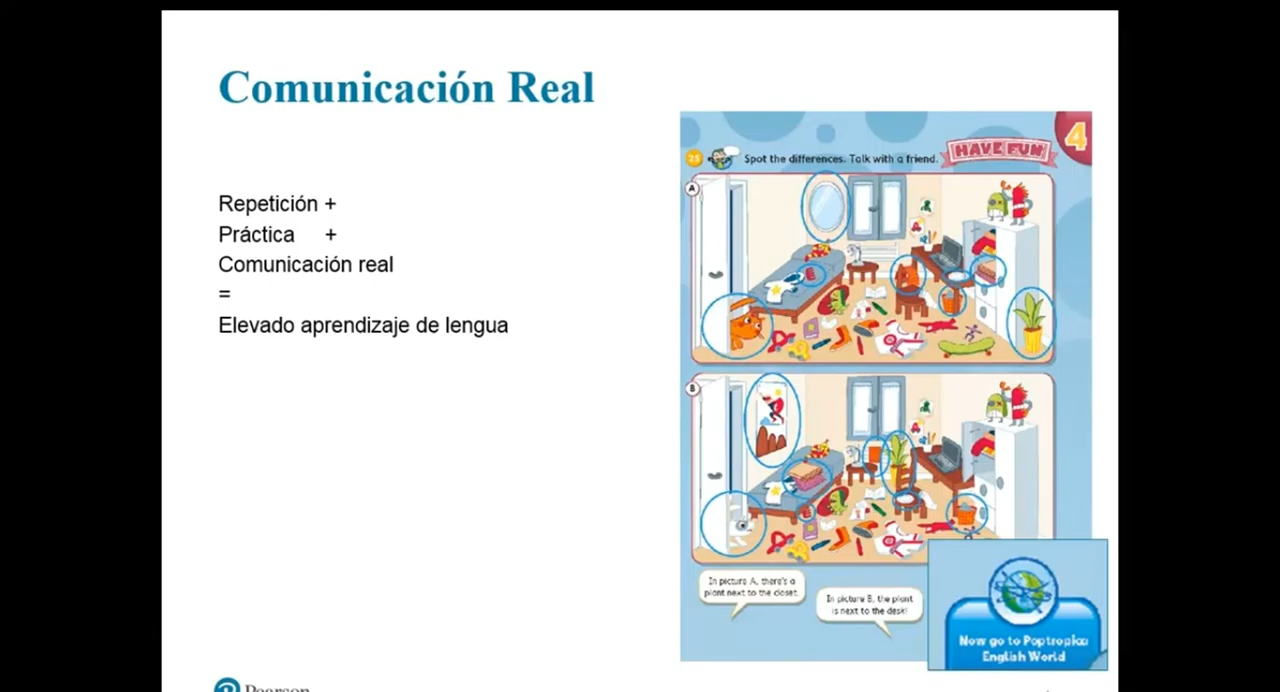 Comunicación Real
Repetición +
Práctica +
Comunicación real
=
Elevado aprendizaje de lengua
4
25 Spot the differences. Talk with a friend.
HAVE FUN
A
B
In picture A, there's a
plant next to the closet.
In picture B, the plant
is next to the desk!
Now go to Poptropica
English World
Pearson